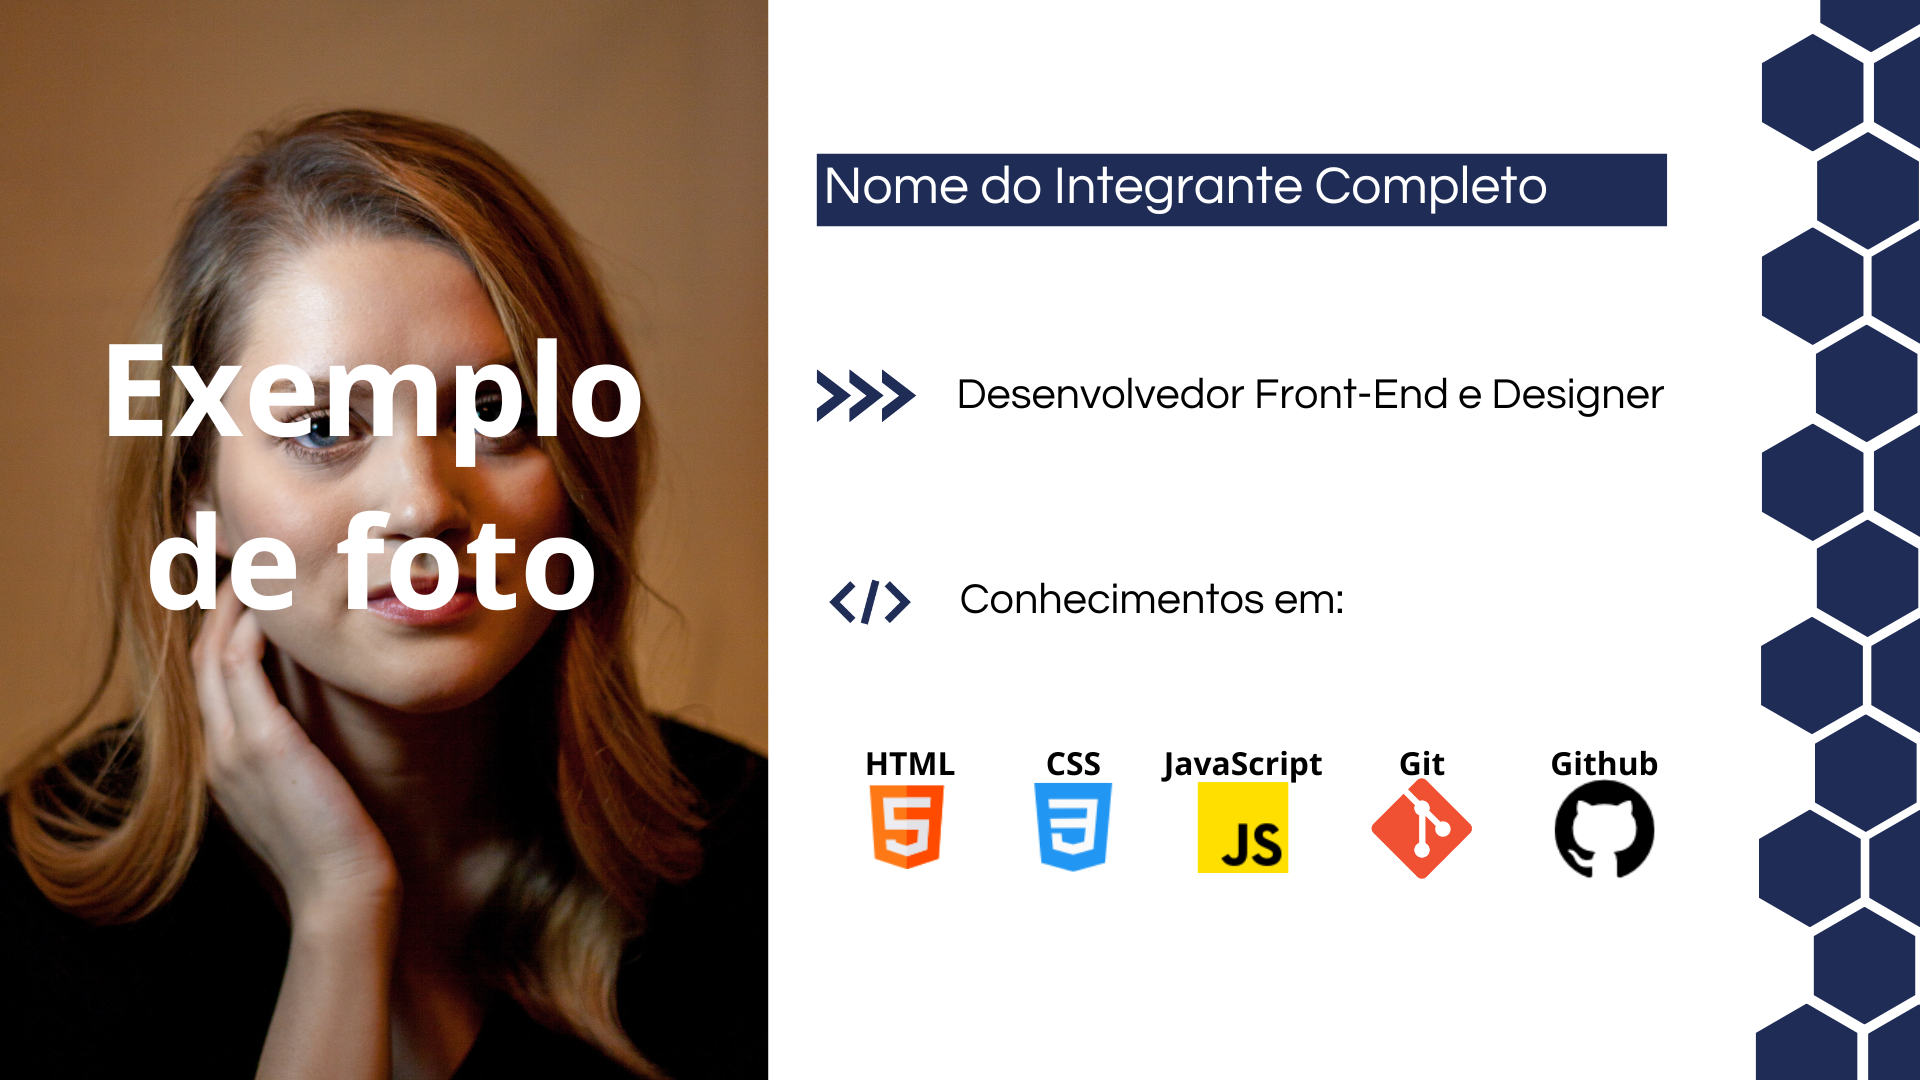 Exemplo
de foto
Nome do Integrante Completo
Desenvolvedor Front-End e Designer
</>
Conhecimentos em:
HTML CSS JavaScript Git Github
5 3 JS